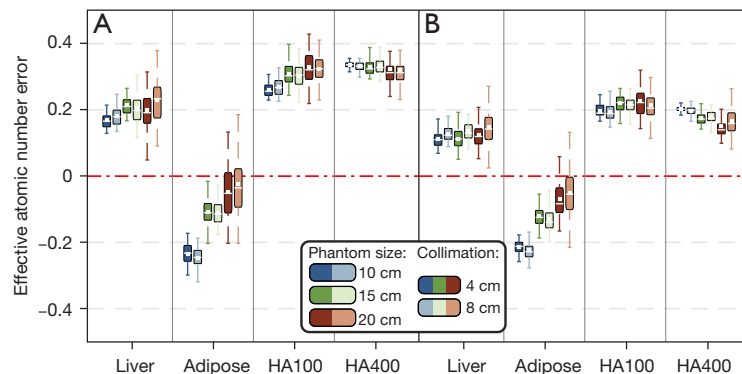 A
B
Effective atomic number error
0.4
0.2
0
−0.2
−0.4
Phantom size:
10 cm
15 cm
20 cm
Collimation:
4 cm
8 cm
Liver Adipose HA100 HA400 Liver Adipose HA100 HA400